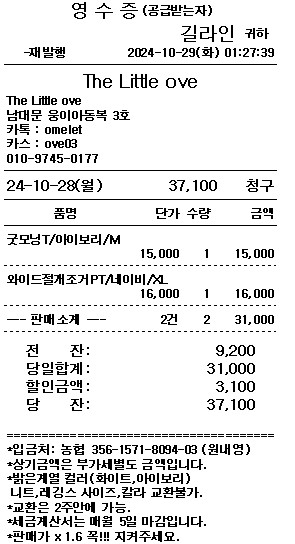 영 수 증 (공급받는자)
길라인 귀하
-재발행 2024-10-29(화) 01:27:39
The Little ove
The Little ove
남대문 웅이아동복 3호
카톡 : omelet
카스 : ove03
010-9745-0177
24-10-28(월) 37,100 청구
품명 단가 수량 금액
굿모닝T/아이보리/M
15,000 1 15,000
와이드절개조거PT/네이비/XL
16,000 1 16,000
--- 판매소계 --- 2건 2 31,000
전 잔: 9,200
당일합계: 31,000
할인금액: 3,100
당 잔: 37,100
========================================
*입금처: 농협 356-1571-8094-03 (원내영)
*상기금액은 부가세별도 금액입니다.
*밝은계열 컬러(화이트,아이보리)
니트,레깅스 사이즈,칼라 교환불가.
*교환은 2주안에 가능.
*세금계산서는 매월 5일 마감입니다.
*판매가 x 1.6 꼭!!! 지켜주세요.